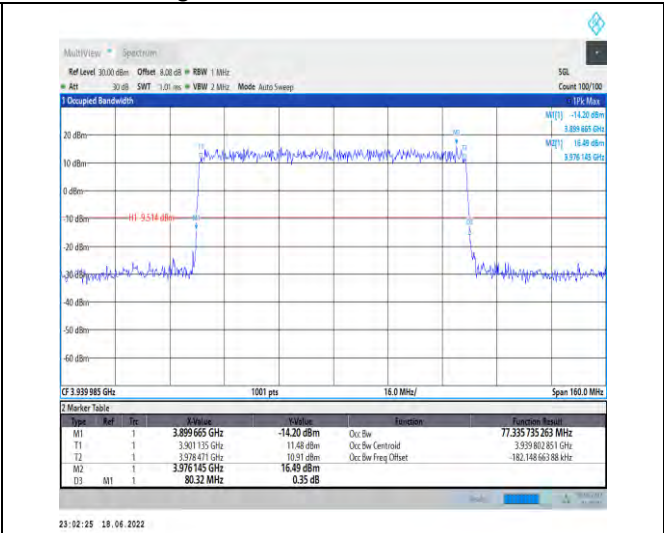 MultiView Spectrum
Ref Level 30.00 dBm Offset 8.08 dB RBW 1 MHz SGL
Att 30 dB SWT 1.01 ms VBW 2 MHz Mode Auto Sweep Count 100/100
1 Occupied Bandwidth 1Pk Max
M1[1] -14.20 dBm
3.899 665 GHz
M2[1] 16.49 dBm
3.976 145 GHz
20 dBm
M2
T1
T2
10 dBm
0 dBm
-10 dBm H1 -9.514 dBm
M1
D3
-30 dBm
-40 dBm
-50 dBm
-60 dBm
CF 3.939 985 GHz 1001 pts 16.0 MHz/ Span 160.0 MHz
2 Marker Table
Type Ref Trc X-Value Y-Value Function Function Result
M1 1 3.899 665 GHz -14.20 dBm Occ Bw 77.335 735 263 MHz
T1 1 3.901 135 GHz 11.48 dBm Occ Bw Centroid 3.939 802 851 GHz
T2 1 3.978 471 GHz 10.91 dBm Occ Bw Freq Offset -182.148 663 88 kHz
M2 1 3.976 145 GHz 16.49 dBm
D3 M1 1 80.32 MHz 0.35 dB
23:02:25 18.06.2022